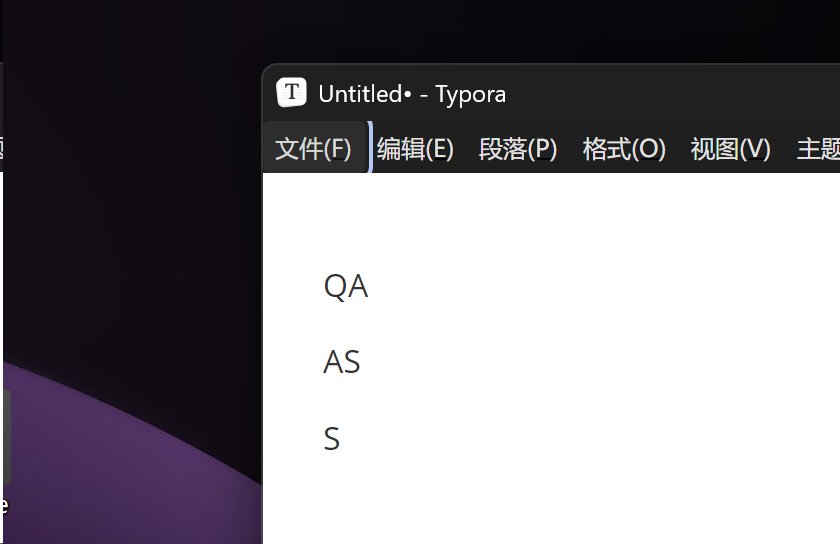 Untitled• - Typora
文件(F) 编辑(E) 段落(P) 格式(O) 视图(V) 主题
QA
AS
S
e